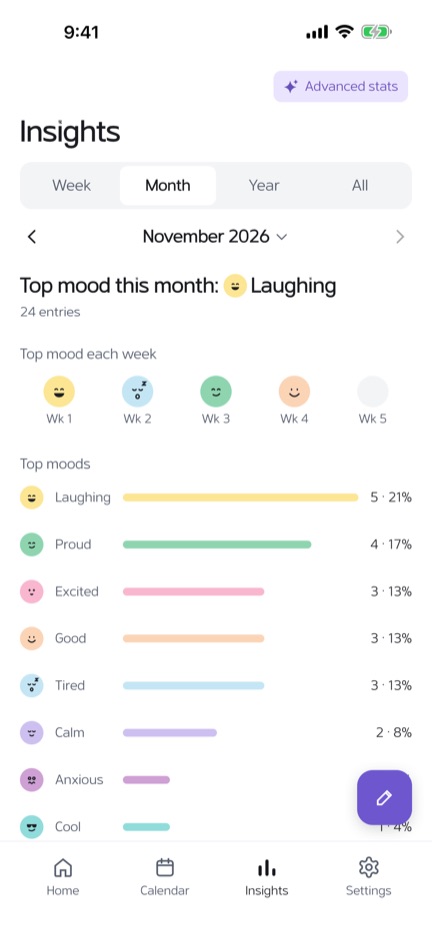 9:41
Advanced stats
Insights
Week Month Year All
November 2026
Top mood this month: Laughing
24 entries
Top mood each week
Wk 1 Wk 2 Wk 3 Wk 4 Wk 5
Top moods
Laughing 5 · 21%
Proud 4 · 17%
Excited 3 · 13%
Good 3 · 13%
Tired 3 · 13%
Calm 2 · 8%
Anxious
Cool 4%
Home Calendar Insights Settings